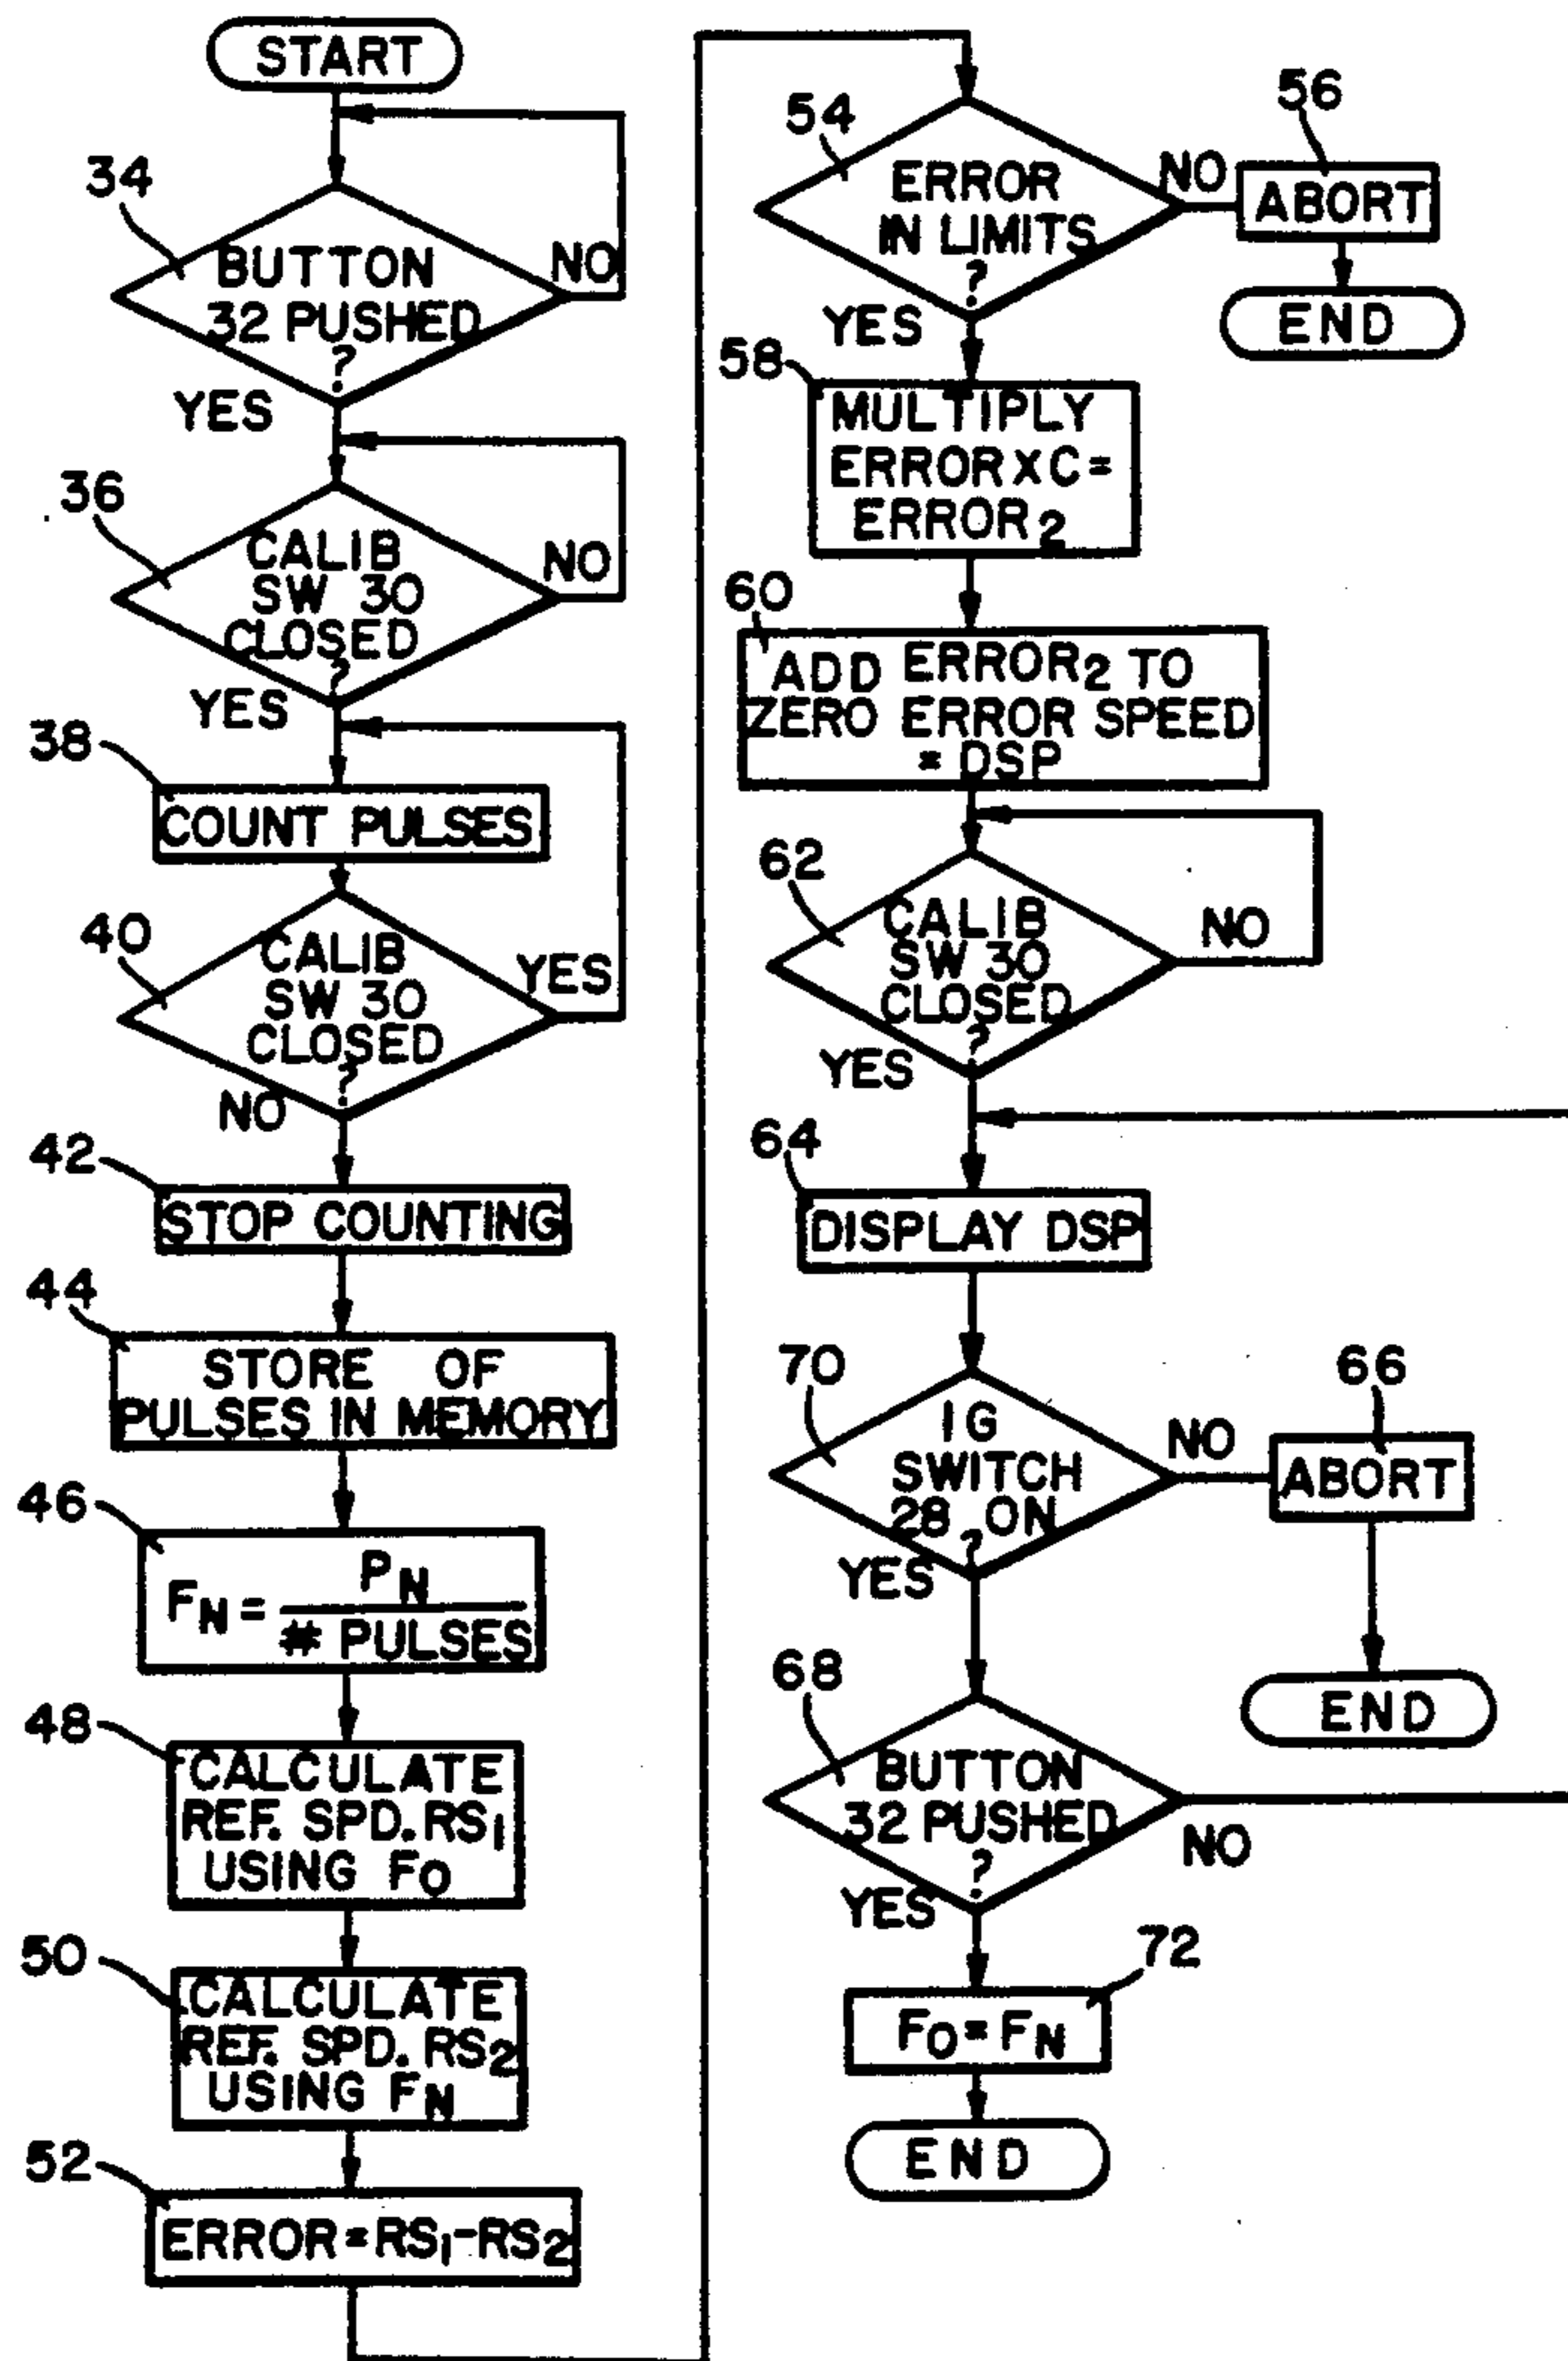 START
34
BUTTON
32 PUSHED
?
NO
YES
36
CALIB
SW 30
CLOSED
?
NO
YES
38
COUNT PULSES
40
CALIB
SW 30
CLOSED
?
YES
NO
42
STOP COUNTING
44
STORE OF
PULSES IN MEMORY
46
FN = PN
# PULSES
48
CALCULATE
REF. SPD. RS1
USING FO
50
CALCULATE
REF. SPD. RS2
USING FN
52
ERROR = RS1-RS2
54
ERROR
IN LIMITS
?
NO
YES
56
ABORT
END
58
MULTIPLY
ERROR X C =
ERROR2
60
ADD ERROR2 TO
ZERO ERROR SPEED
= DSP
62
CALIB
SW 30
CLOSED
?
NO
YES
64
DISPLAY DSP
70
IG
SWITCH
28 ON
?
NO
YES
66
ABORT
END
68
BUTTON
32 PUSHED
?
NO
YES
72
FO = FN
END